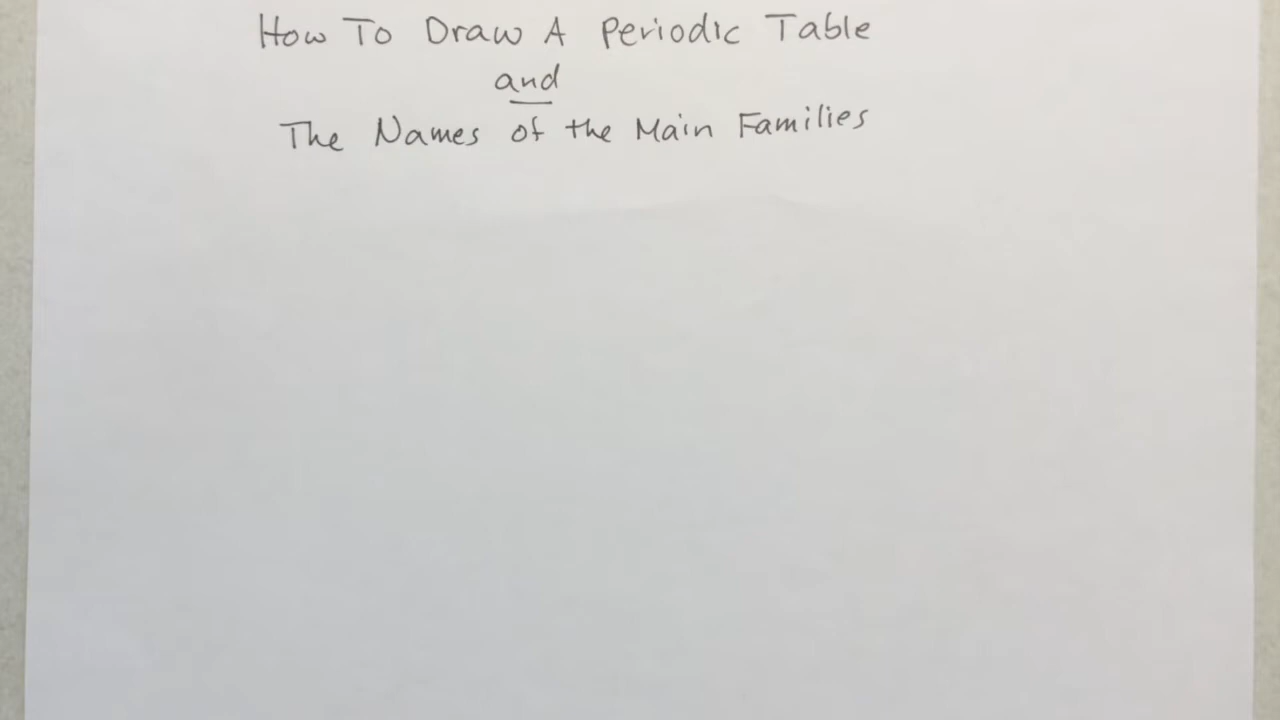 How To Draw A Periodic Table
and
The Names of the Main Families